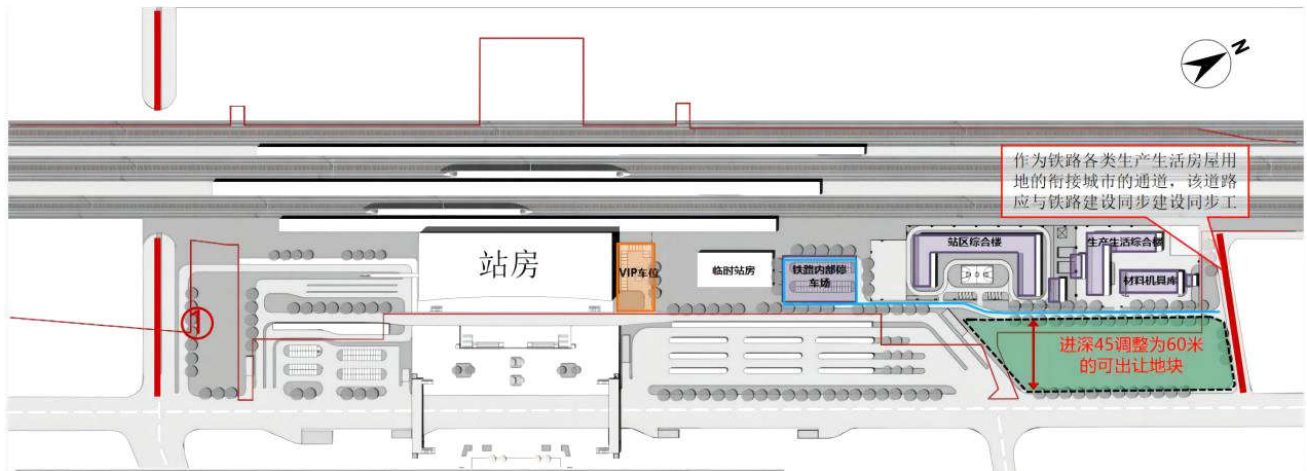 N
作为铁路各类生产生活房屋用
地的衔接城市的通道，该道路
应与铁路建设同步建设同步工
站房
VIP车位
临时站房
铁路内部停
车场
站区综合楼
生产生活综合楼
材料机具库
进深45调整为60米
的可出让地块